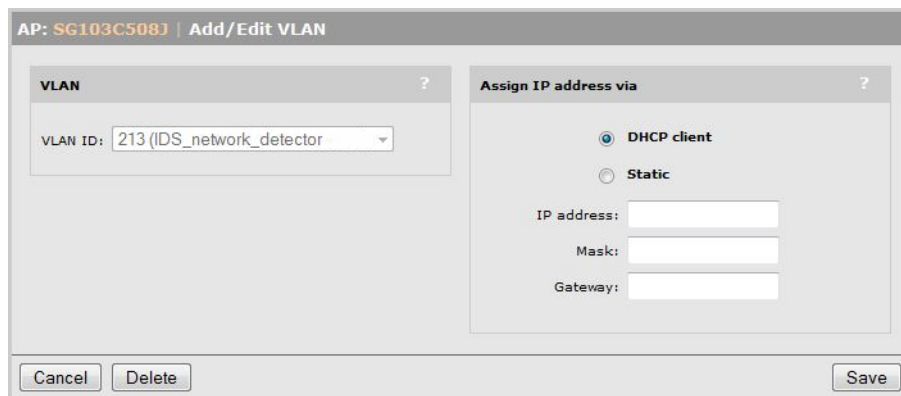 AP: SG103C508J | Add/Edit VLAN
VLAN ?
VLAN ID: 213 (IDS_network_detector
Assign IP address via ?
DHCP client
Static
IP address:
Mask:
Gateway:
Cancel Delete Save